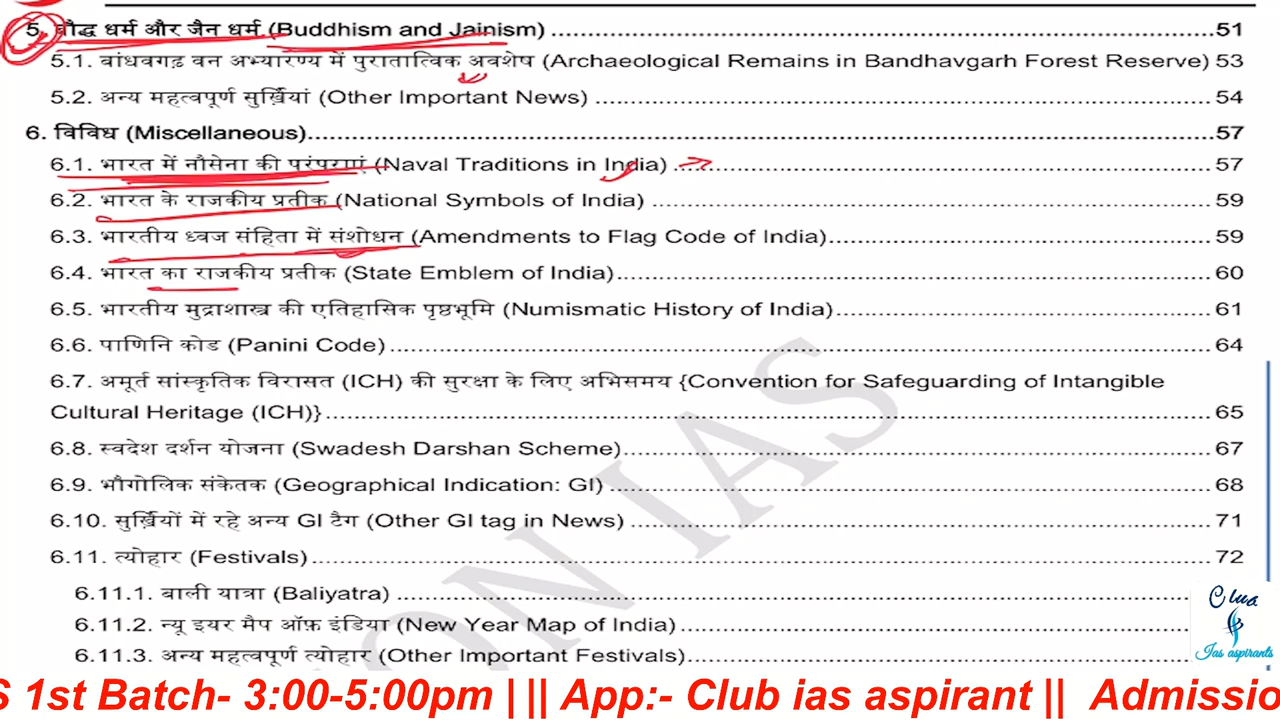 5. बौद्ध धर्म और जैन धर्म (Buddhism and Jainism) 51
5.1. बांधवगढ़ वन अभ्यारण्य में पुरातात्विक अवशेष (Archaeological Remains in Bandhavgarh Forest Reserve) 53
5.2. अन्य महत्वपूर्ण सुर्ख़ियां (Other Important News) 54
6. विविध (Miscellaneous) 57
6.1. भारत में नौसेना की परंपराएं (Naval Traditions in India) 57
6.2. भारत के राजकीय प्रतीक (National Symbols of India) 59
6.3. भारतीय ध्वज संहिता में संशोधन (Amendments to Flag Code of India) 59
6.4. भारत का राजकीय प्रतीक (State Emblem of India) 60
6.5. भारतीय मुद्राशास्त्र की एतिहासिक पृष्ठभूमि (Numismatic History of India) 61
6.6. पाणिनि कोड (Panini Code) 64
6.7. अमूर्त सांस्कृतिक विरासत (ICH) की सुरक्षा के लिए अभिसमय {Convention for Safeguarding of Intangible
Cultural Heritage (ICH)} 65
6.8. स्वदेश दर्शन योजना (Swadesh Darshan Scheme) 67
6.9. भौगोलिक संकेतक (Geographical Indication: GI) 68
6.10. सुर्ख़ियों में रहे अन्य GI टैग (Other GI tag in News) 71
6.11. त्योहार (Festivals) 72
6.11.1. बाली यात्रा (Baliyatra)
6.11.2. न्यू इयर मैप ऑफ़ इंडिया (New Year Map of India)
6.11.3. अन्य महत्वपूर्ण त्योहार (Other Important Festivals)
ON IAS
Club
Ias aspirants
S 1st Batch- 3:00-5:00pm | || App:- Club ias aspirant || Admissio